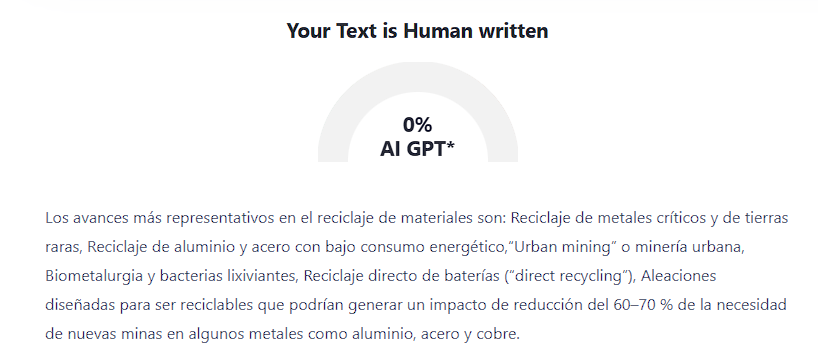 Your Text is Human written
0%
AI GPT*
Los avances más representativos en el reciclaje de materiales son: Reciclaje de metales críticos y de tierras
raras, Reciclaje de aluminio y acero con bajo consumo energético,“Urban mining” o minería urbana,
Biometalurgia y bacterias lixiviantes, Reciclaje directo de baterías (“direct recycling”), Aleaciones
diseñadas para ser reciclables que podrían generar un impacto de reducción del 60–70 % de la necesidad
de nuevas minas en algunos metales como aluminio, acero y cobre.